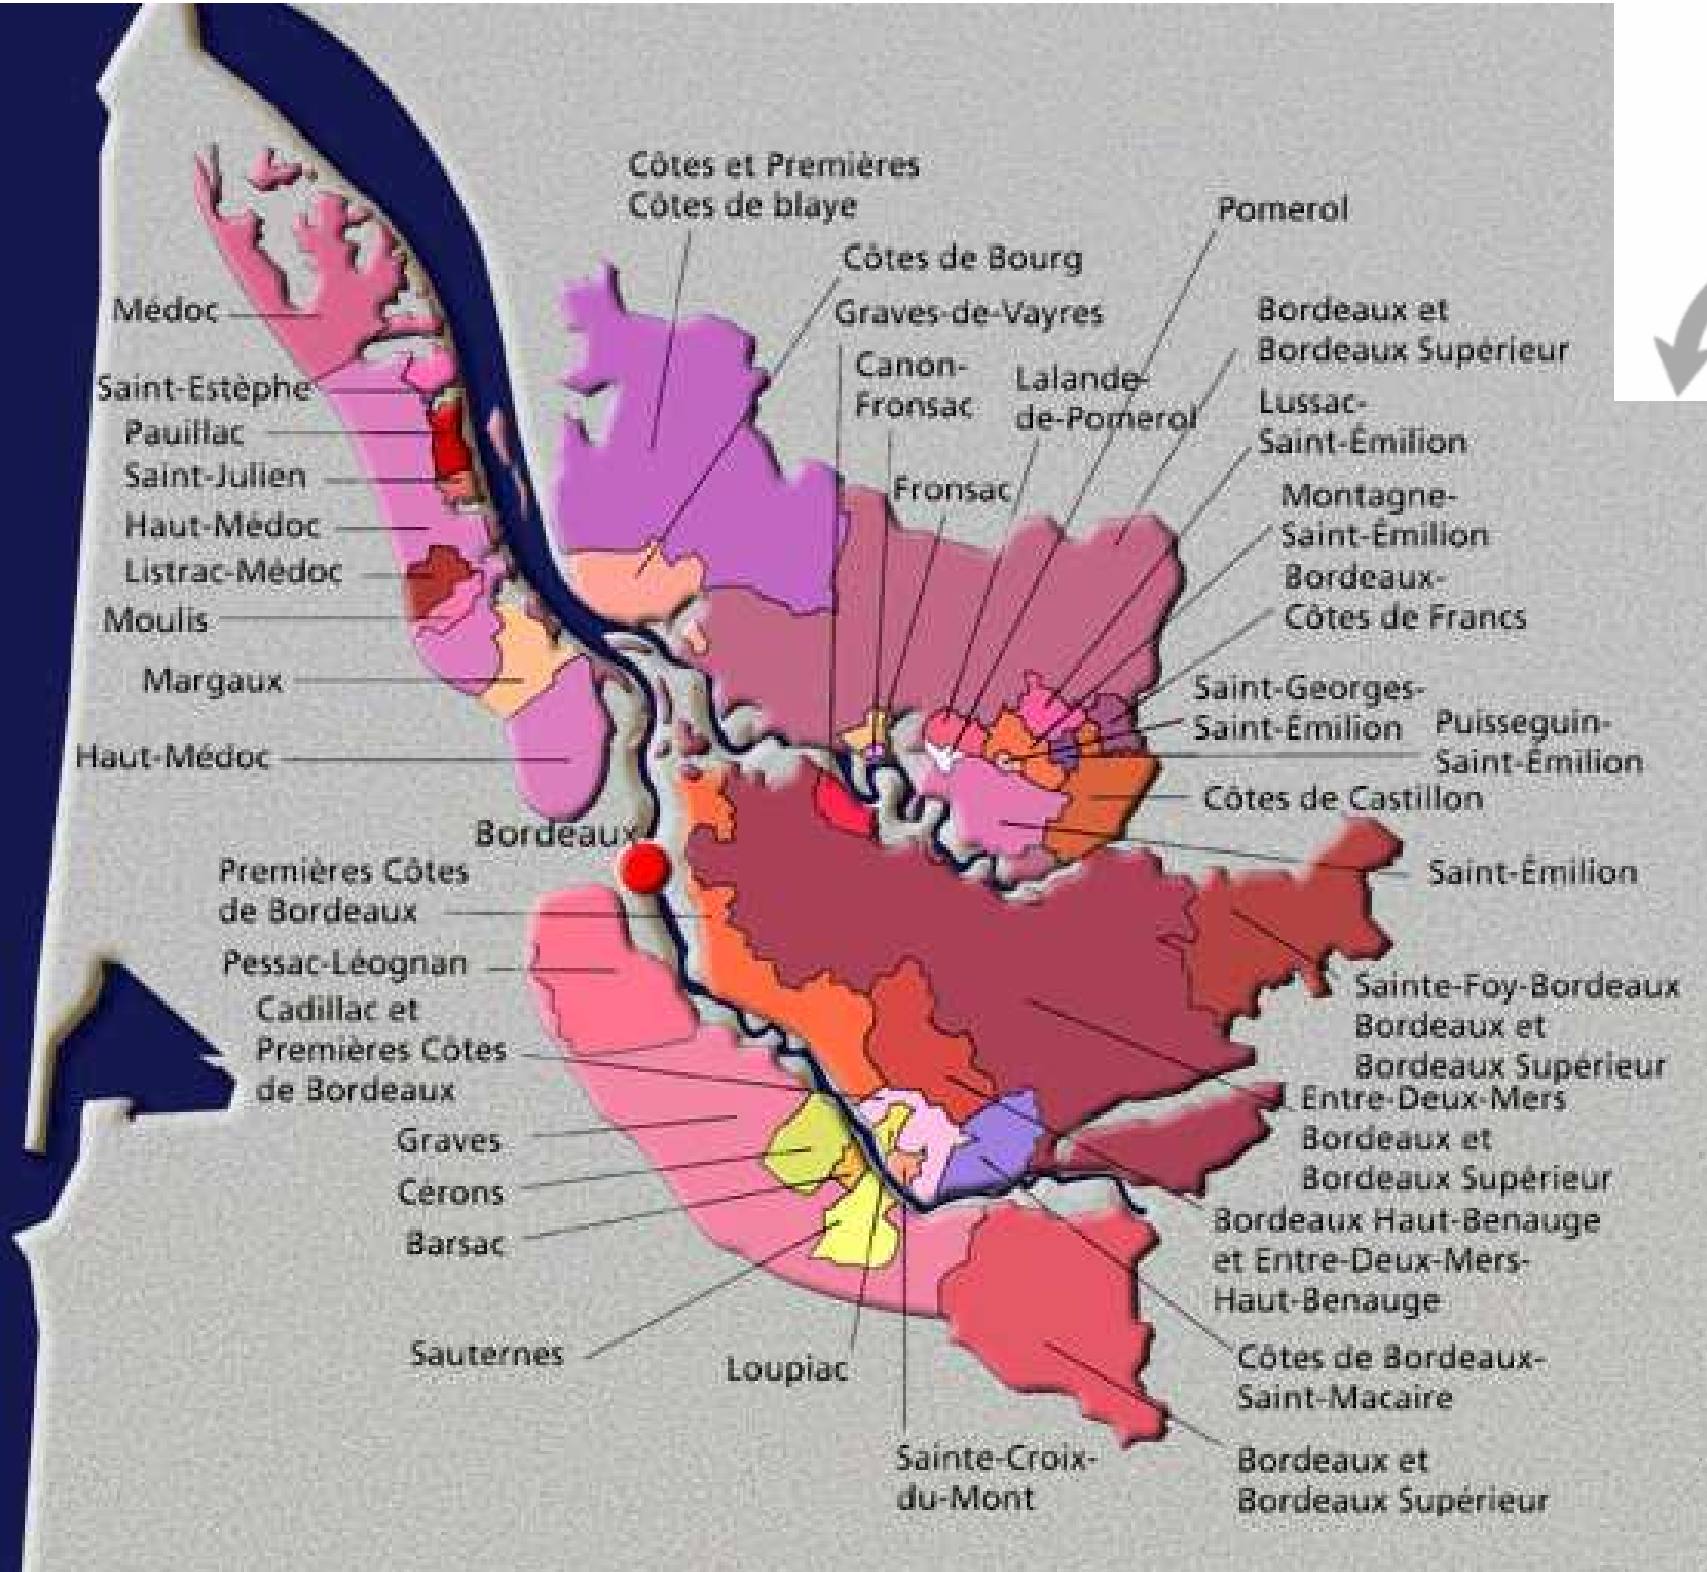 Côtes et Premières
Côtes de blaye
Côtes de Bourg
Graves-de-Vayres
Canon-
Fronsac
Fronsac
Lalande-
de-Pomerol
Pomerol
Bordeaux et
Bordeaux Supérieur
Lussac-
Saint-Émilion
Montagne-
Saint-Émilion
Bordeaux-
Côtes de Francs
Saint-Georges-
Saint-Émilion
Puisseguin-
Saint-Émilion
Côtes de Castillon
Saint-Émilion
Médoc
Saint-Estèphe
Pauillac
Saint-Julien
Haut-Médoc
Listrac-Médoc
Moulis
Margaux
Haut-Médoc
Bordeaux
Premières Côtes
de Bordeaux
Pessac-Léognan
Cadillac et
Premières Côtes
de Bordeaux
Graves
Cérons
Barsac
Sauternes
Loupiac
Sainte-Croix-
du-Mont
Sainte-Foy-Bordeaux
Bordeaux et
Bordeaux Supérieur
Entre-Deux-Mers
Bordeaux et
Bordeaux Supérieur
Bordeaux Haut-Benauge
et Entre-Deux-Mers-
Haut-Benauge
Côtes de Bordeaux-
Saint-Macaire
Bordeaux et
Bordeaux Supérieur